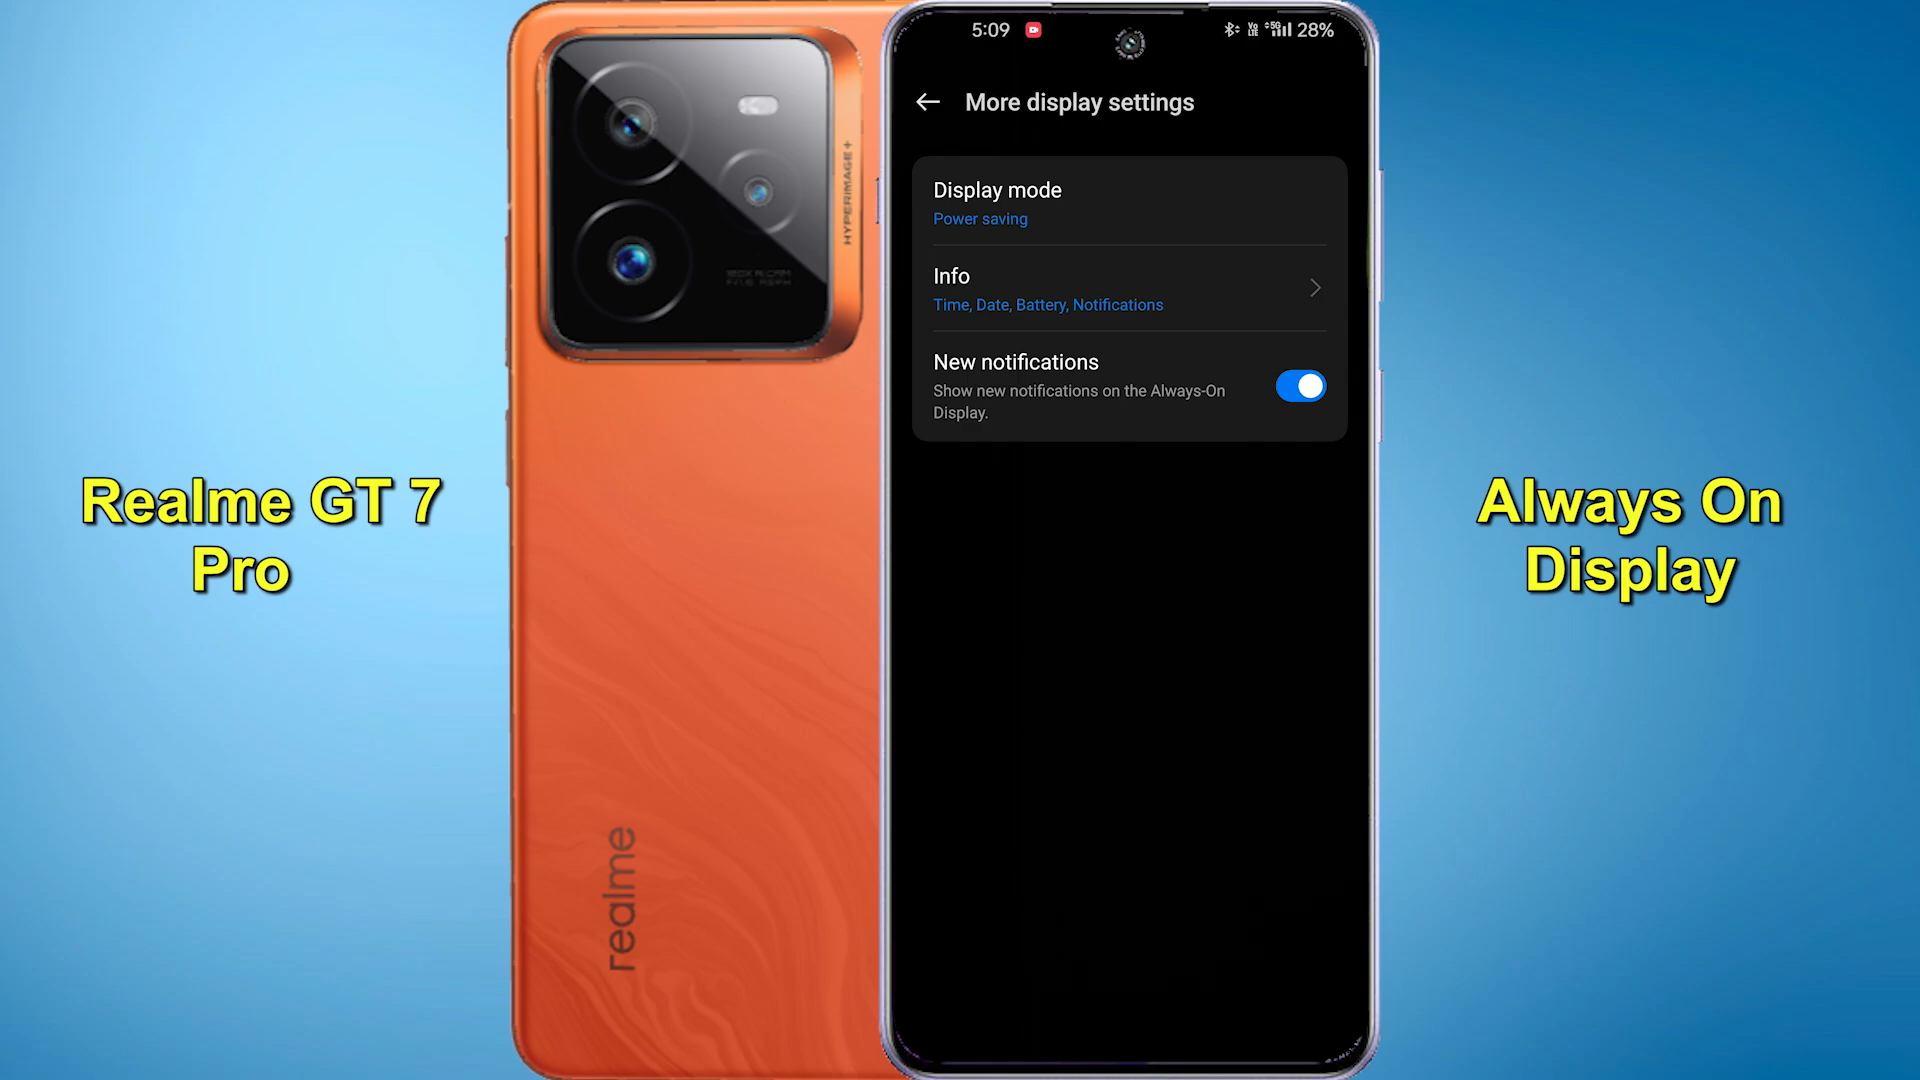 5:09
5G 28%
More display settings
Display mode
Power saving
Info
Time, Date, Battery, Notifications
New notifications
Show new notifications on the Always-On
Display.
Realme GT 7
Pro
Always On
Display
HYPERIMAGE+
realme